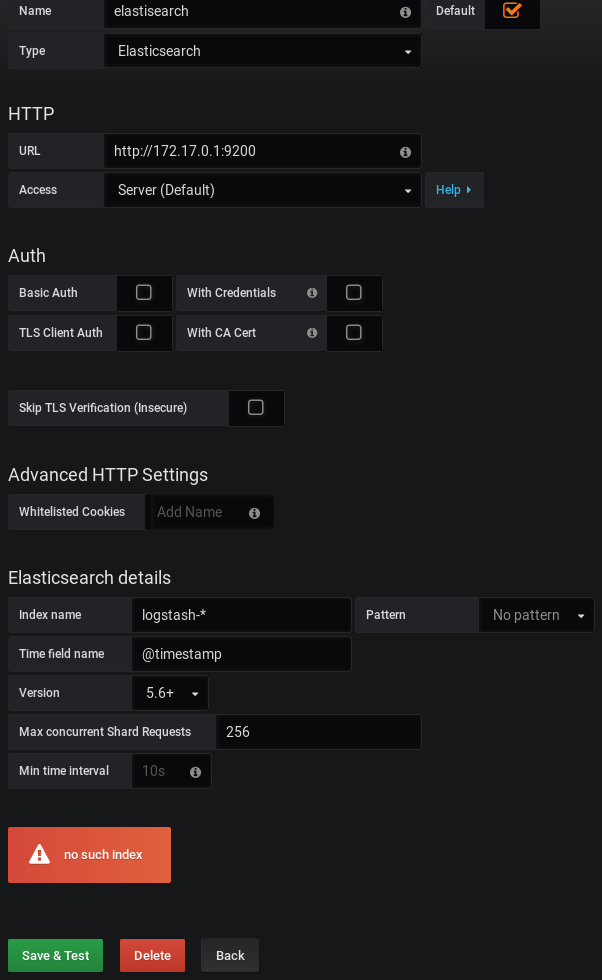 Name elastisearch Default
Type Elasticsearch
HTTP
URL http://172.17.0.1:9200
Access Server (Default) Help
Auth
Basic Auth With Credentials
TLS Client Auth With CA Cert
Skip TLS Verification (Insecure)
Advanced HTTP Settings
Whitelisted Cookies Add Name
Elasticsearch details
Index name logstash-* Pattern No pattern
Time field name @timestamp
Version 5.6+
Max concurrent Shard Requests 256
Min time interval 10s
no such index
Save & Test Delete Back